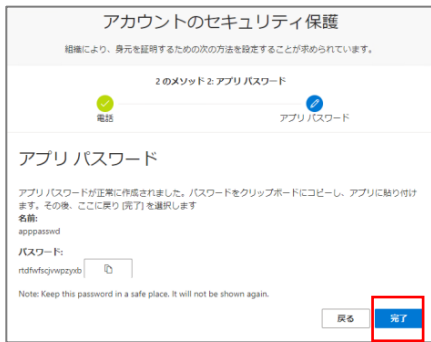 アカウントのセキュリティ保護
組織により、身元を証明するための次の方法を設定することが求められています。
2 のメソッド 2: アプリ パスワード
電話
アプリ パスワード
アプリ パスワード
アプリ パスワードが正常に作成されました。パスワードをクリップボードにコピーし、アプリに貼り付け
ます。その後、ここに戻り [完了] を選択します
名前:
apppasswd
パスワード:
rtdfwfscjvwpzyxb
Note: Keep this password in a safe place. It will not be shown again.
戻る
完了